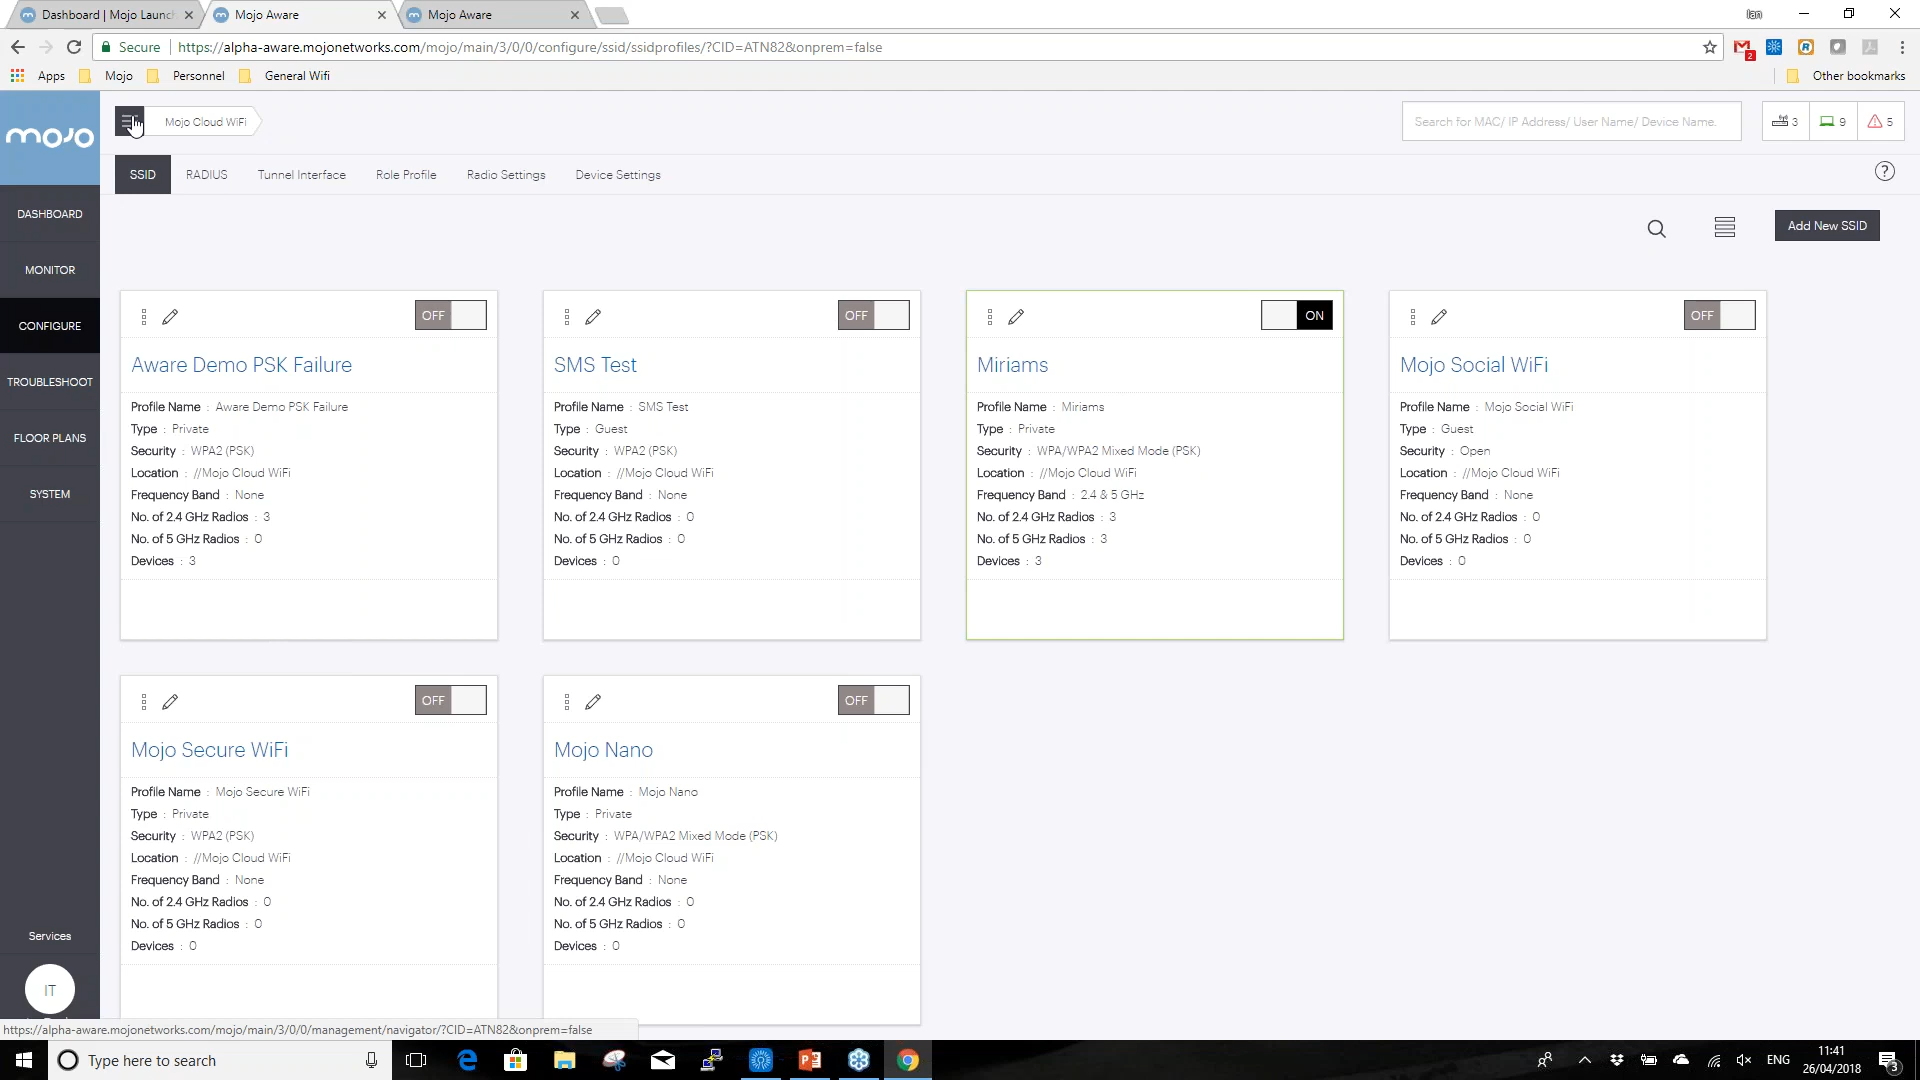 Dashboard | Mojo Launc
Mojo Aware
Mojo Aware
Ian
Secure
https://alpha-aware.mojonetworks.com/mojo/main/3/0/0/configure/ssid/ssidprofiles/?CID=ATN82&onprem=false
2
Apps
Mojo
Personnel
General Wifi
Other bookmarks
mojo
Mojo Cloud WiFi
Search for MAC/ IP Address/ User Name/ Device Name.
3
9
5
SSID
RADIUS
Tunnel Interface
Role Profile
Radio Settings
Device Settings
?
DASHBOARD
MONITOR
CONFIGURE
TROUBLESHOOT
FLOOR PLANS
SYSTEM
Services
IT
Add New SSID
OFF
Aware Demo PSK Failure
Profile Name : Aware Demo PSK Failure
Type : Private
Security : WPA2 (PSK)
Location : //Mojo Cloud WiFi
Frequency Band : None
No. of 2.4 GHz Radios : 3
No. of 5 GHz Radios : 0
Devices : 3
OFF
SMS Test
Profile Name : SMS Test
Type : Guest
Security : WPA2 (PSK)
Location : //Mojo Cloud WiFi
Frequency Band : None
No. of 2.4 GHz Radios : 0
No. of 5 GHz Radios : 0
Devices : 0
ON
Miriams
Profile Name : Miriams
Type : Private
Security : WPA/WPA2 Mixed Mode (PSK)
Location : //Mojo Cloud WiFi
Frequency Band : 2.4 & 5 GHz
No. of 2.4 GHz Radios : 3
No. of 5 GHz Radios : 3
Devices : 3
OFF
Mojo Social WiFi
Profile Name : Mojo Social WiFi
Type : Guest
Security : Open
Location : //Mojo Cloud WiFi
Frequency Band : None
No. of 2.4 GHz Radios : 0
No. of 5 GHz Radios : 0
Devices : 0
OFF
Mojo Secure WiFi
Profile Name : Mojo Secure WiFi
Type : Private
Security : WPA2 (PSK)
Location : //Mojo Cloud WiFi
Frequency Band : None
No. of 2.4 GHz Radios : 0
No. of 5 GHz Radios : 0
Devices : 0
OFF
Mojo Nano
Profile Name : Mojo Nano
Type : Private
Security : WPA/WPA2 Mixed Mode (PSK)
Location : //Mojo Cloud WiFi
Frequency Band : None
No. of 2.4 GHz Radios : 0
No. of 5 GHz Radios : 0
Devices : 0
https://alpha-aware.mojonetworks.com/mojo/main/3/0/0/management/navigator/?CID=ATN82&onprem=false
Type here to search
ENG
11:41
26/04/2018
3